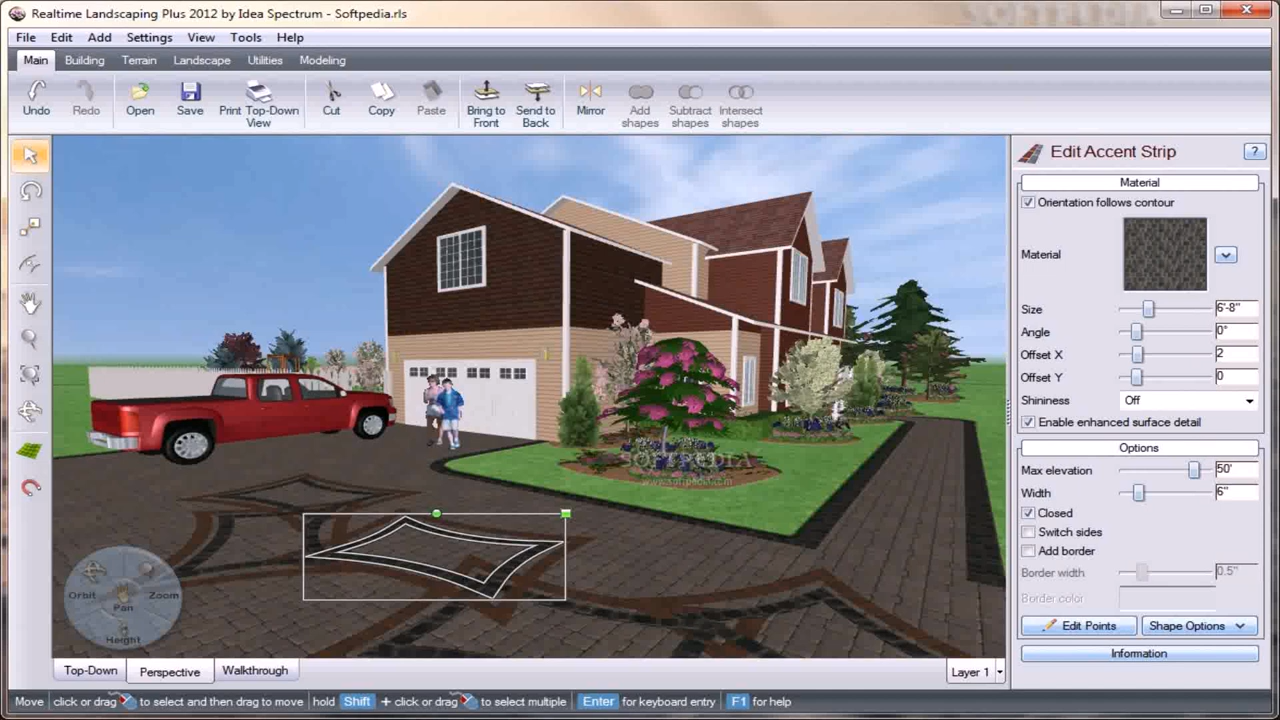 Realtime Landscaping Plus 2012 by Idea Spectrum - Softpedia.rls
SOFTPEDIA
File Edit Add Settings View Tools Help
Main Building Terrain Landscape Utilities Modeling
Undo Redo Open Save Print Top-Down View Cut Copy Paste Bring to Front Send to Back Mirror Add shapes Subtract shapes Intersect shapes
Edit Accent Strip ?
Material
Orientation follows contour
Material
Size 6'-8"
Angle 0°
Offset X 2
Offset Y 0
Shininess Off
Enable enhanced surface detail
Options
Max elevation 50'
Width 6"
Closed
Switch sides
Add border
Border width 0.5"
Border color
Edit Points Shape Options
Information
SOFTPEDIA
www.softpedia.com
Orbit Pan Zoom
Height
Top-Down Perspective Walkthrough Layer 1
Move click or drag to select and then drag to move hold Shift + click or drag to select multiple Enter for keyboard entry F1 for help